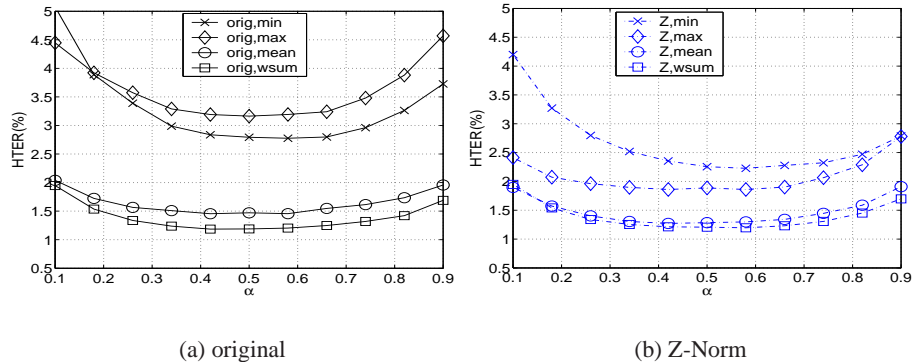 5
4.5
4
3.5
3
2.5
2
1.5
1
0.5
HTER(%)
0.1 0.2 0.3 0.4 0.5 0.6 0.7 0.8 0.9
α
orig,min
orig,max
orig,mean
orig,wsum
(a) original
5
4.5
4
3.5
3
2.5
2
1.5
1
0.5
HTER(%)
0.1 0.2 0.3 0.4 0.5 0.6 0.7 0.8 0.9
α
Z,min
Z,max
Z,mean
Z,wsum
(b) Z-Norm